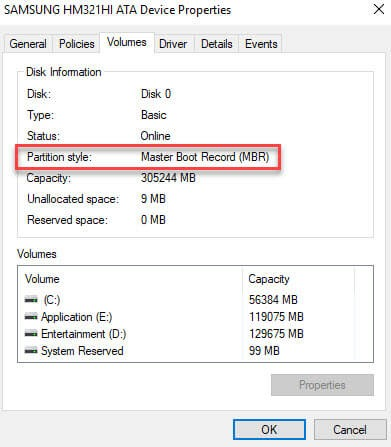 SAMSUNG HM321HI ATA Device Properties
General Policies Volumes Driver Details Events
Disk Information
Disk: Disk 0
Type: Basic
Status: Online
Partition style: Master Boot Record (MBR)
Capacity: 305244 MB
Unallocated space: 9 MB
Reserved space: 0 MB
Volumes
Volume Capacity
(C:) 56384 MB
Application (E:) 119075 MB
Entertainment (D:) 129675 MB
System Reserved 99 MB
Properties
OK Cancel